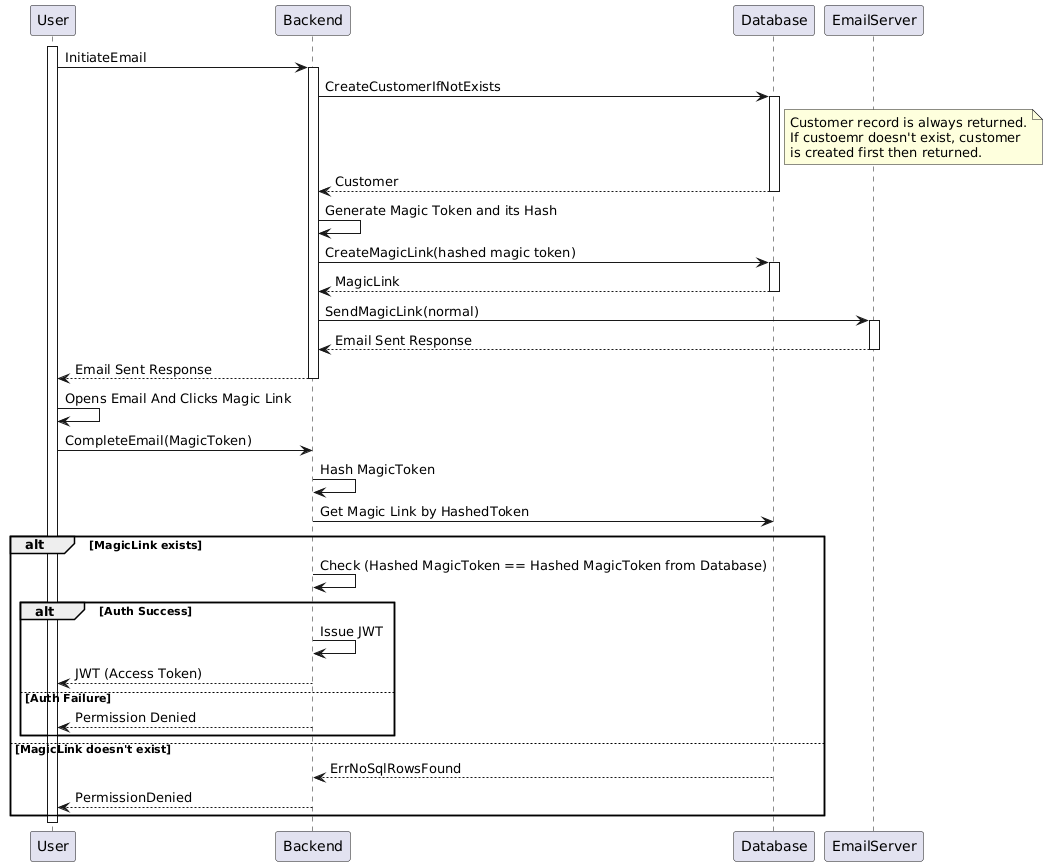 User
Backend
Database
EmailServer
InitiateEmail
CreateCustomerIfNotExists
Customer record is always returned.
If custoemr doesn't exist, customer
is created first then returned.
Customer
Generate Magic Token and its Hash
CreateMagicLink(hashed magic token)
MagicLink
SendMagicLink(normal)
Email Sent Response
Email Sent Response
Opens Email And Clicks Magic Link
CompleteEmail(MagicToken)
Hash MagicToken
Get Magic Link by HashedToken
alt [MagicLink exists]
Check (Hashed MagicToken == Hashed MagicToken from Database)
alt [Auth Success]
Issue JWT
JWT (Access Token)
[Auth Failure]
Permission Denied
[MagicLink doesn't exist]
ErrNoSqlRowsFound
PermissionDenied
User
Backend
Database
EmailServer